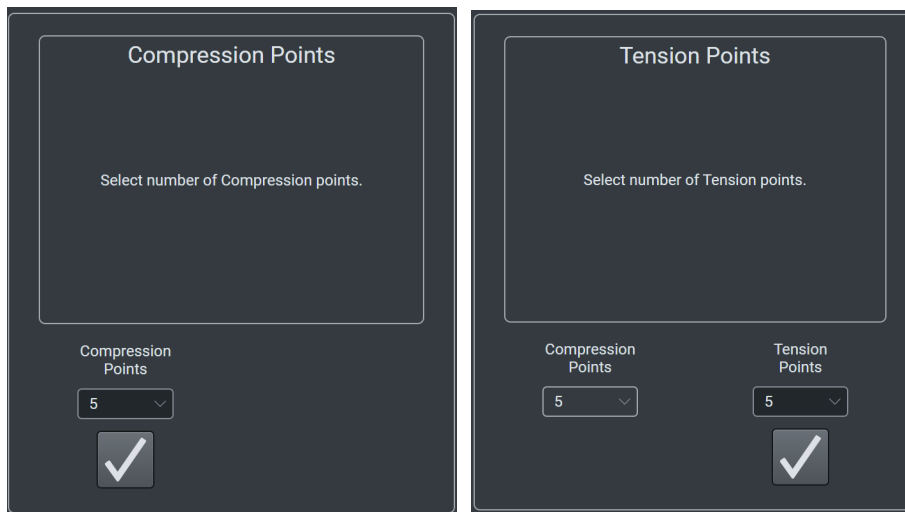 Compression Points
Select number of Compression points.
Compression
Points
5
Tension Points
Select number of Tension points.
Compression
Points
5
Tension
Points
5